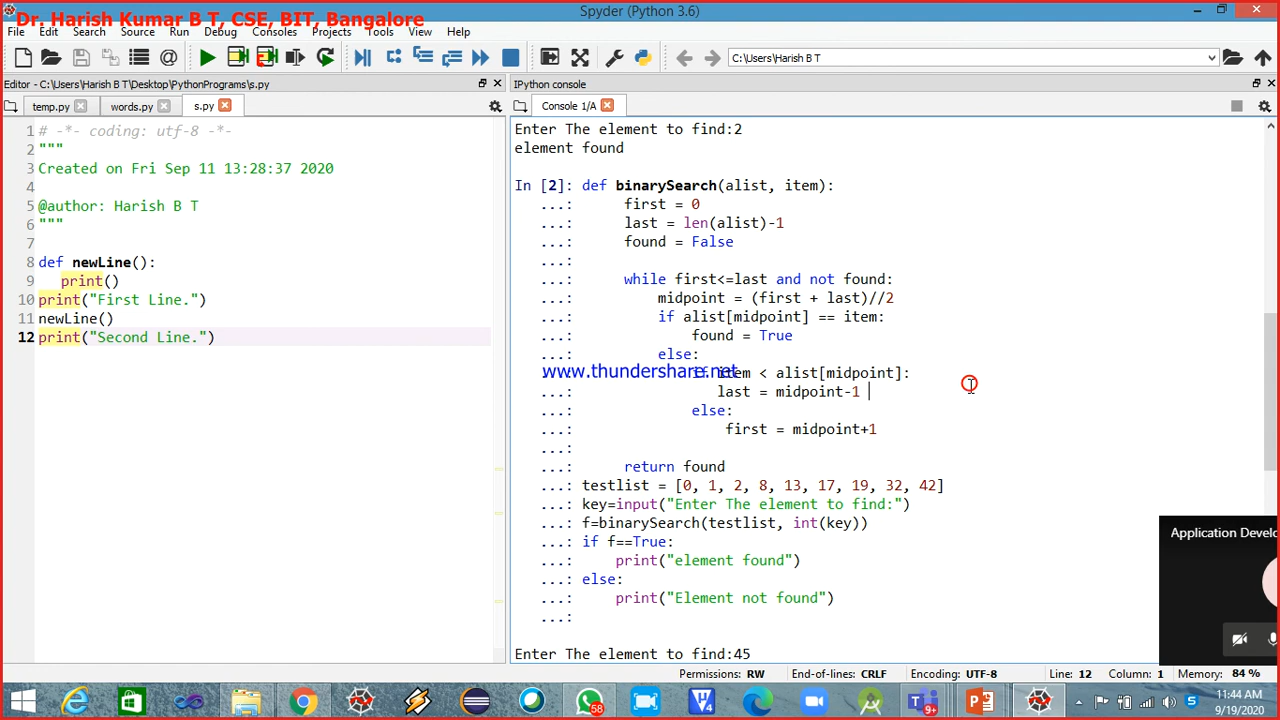 Dr. Harish Kumar B T, CSE, BIT, Bangalore
Spyder (Python 3.6)
File Edit Search Source Run Debug Consoles Projects Tools View Help
C:\Users\Harish B T
Editor - C:\Users\Harish B T\Desktop\PythonPrograms\s.py
temp.py words.py s.py
1 # -*- coding: utf-8 -*-
2 """
3 Created on Fri Sep 11 13:28:37 2020
4
5 @author: Harish B T
6 """
7
8 def newLine():
9 print()
10 print("First Line.")
11 newLine()
12 print("Second Line.")
IPython console
Console 1/A
Enter The element to find:2
element found
In [2]: def binarySearch(alist, item):
...: first = 0
...: last = len(alist)-1
...: found = False
...:
...: while first<=last and not found:
...: midpoint = (first + last)//2
...: if alist[midpoint] == item:
...: found = True
...: else:
www.thundershare.net
item < alist[midpoint]:
...: last = midpoint-1
...: else:
...: first = midpoint+1
...:
...: return found
...: testlist = [0, 1, 2, 8, 13, 17, 19, 32, 42]
...: key=input("Enter The element to find:")
...: f=binarySearch(testlist, int(key))
...: if f==True:
...: print("element found")
...: else:
...: print("Element not found")
...:
Enter The element to find:45
Application Develo
Permissions: RW End-of-lines: CRLF Encoding: UTF-8 Line: 12 Column: 1 Memory: 84 %
58
9+
11:44 AM
9/19/2020